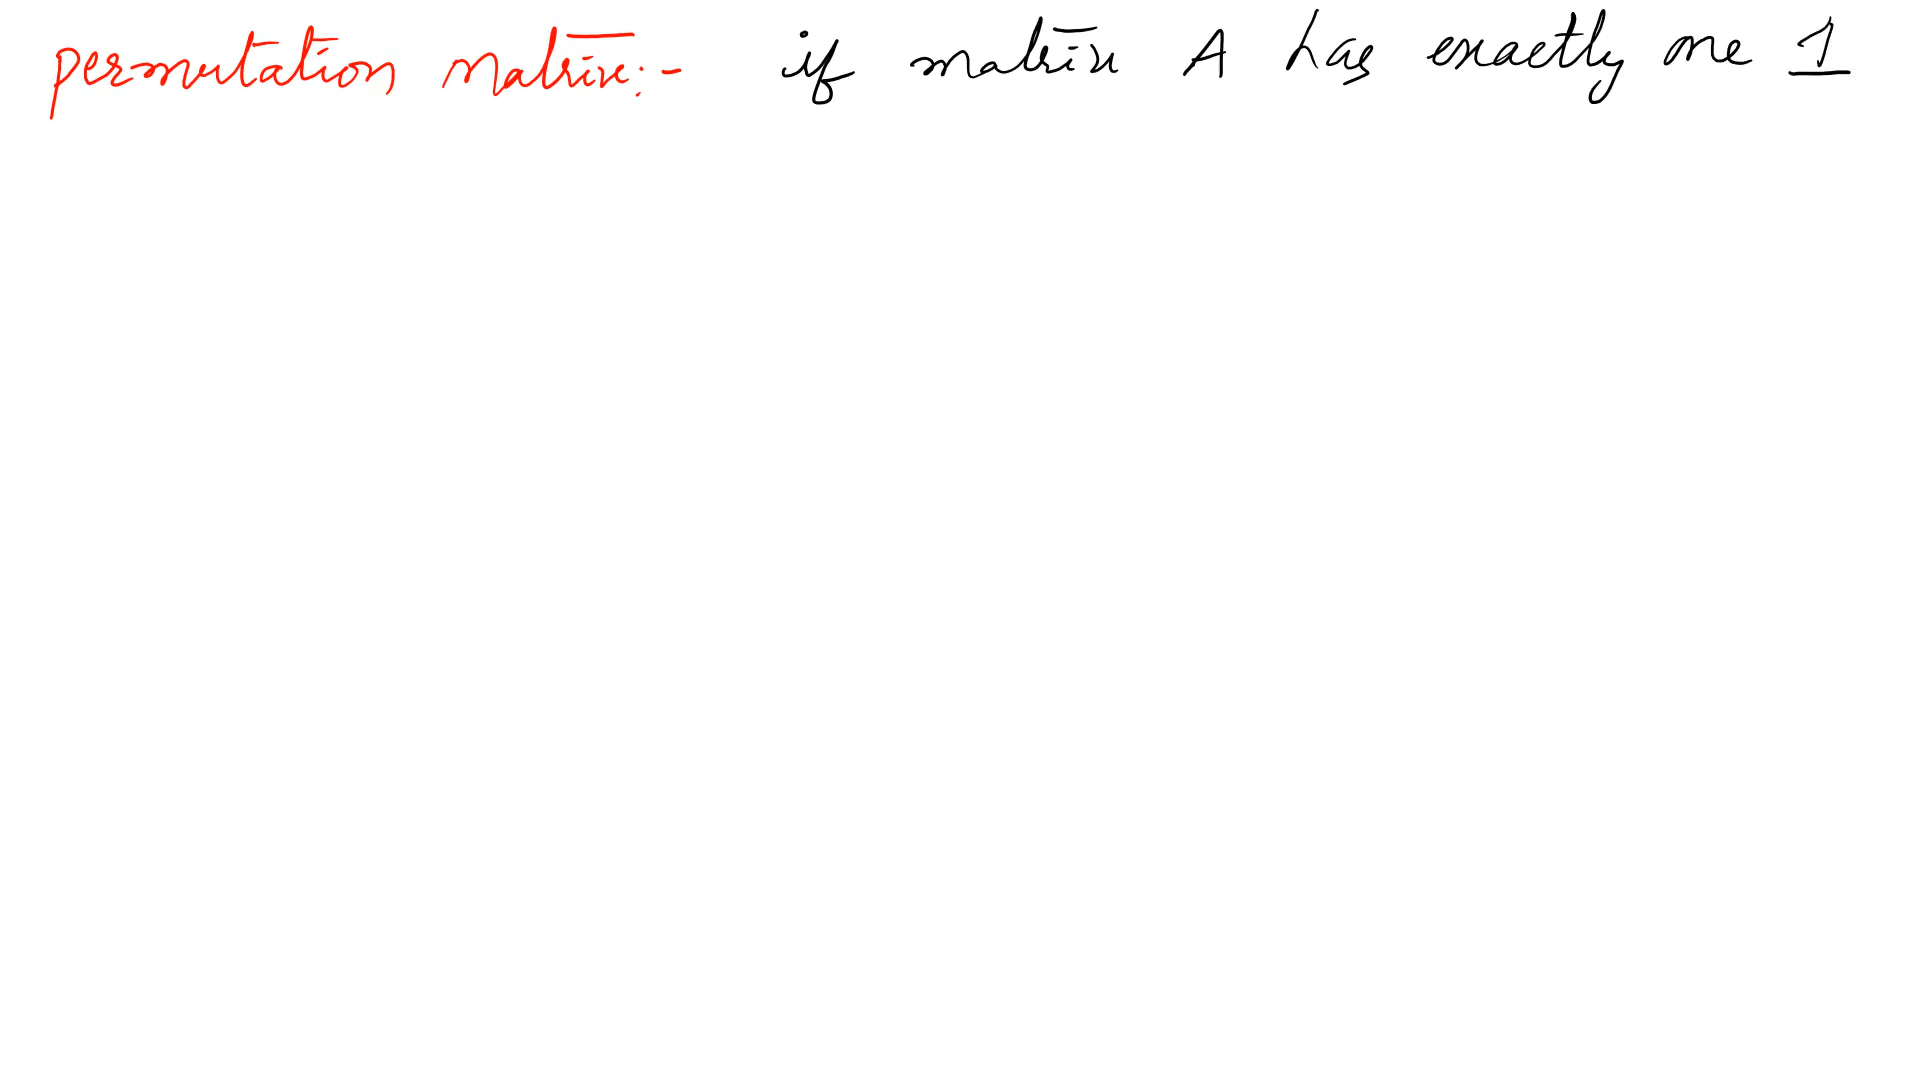 permutation matrix:- if matrix A has exactly one 1